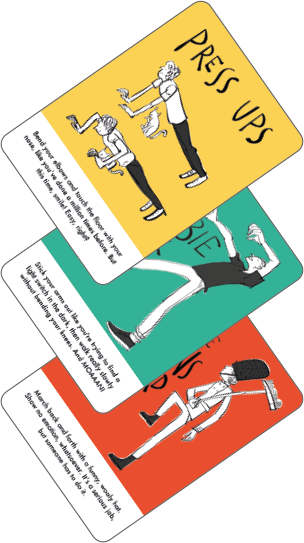 PRESS UPS
Bend your elbows and touch the floor with your
nose, like you've done a million times before. But
this time, smile! Easy, right?
BIE
Stick your arms out like you're trying to find a
light switch in the dark, then walk really slowly
without bending your knees. And MOAAAN!
March back and forth with a funny, wooly hat.
Show no emotion, whatsoever. It's a serious job,
but someone has to do it.